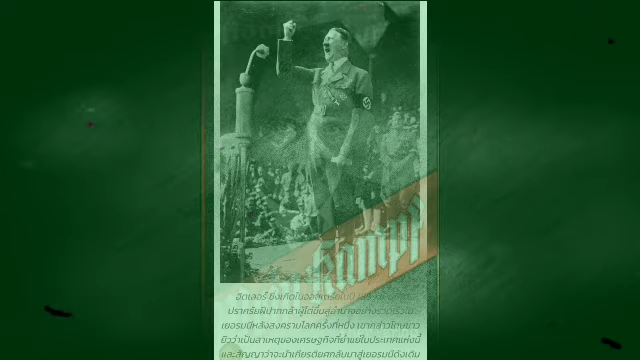 Kampf
ฮิตเลอร์ ซึ่งเกิดในออสเตรียในปี
ปราศรัยฝีปากกล้าผู้ไต่ขึ้นสู่อำนาจอย่างรวดเร็วใน
เยอรมนีหลังสงครามโลกครั้งที่หนึ่ง เขากล่าวโทษชาว
ยิวว่าเป็นสาเหตุของเศรษฐกิจที่ย่ำแย่ในประเทศแห่งนี้
และสัญญาว่าจะนำเกียรติยศกลับมาสู่เยอรมนีดังเดิม